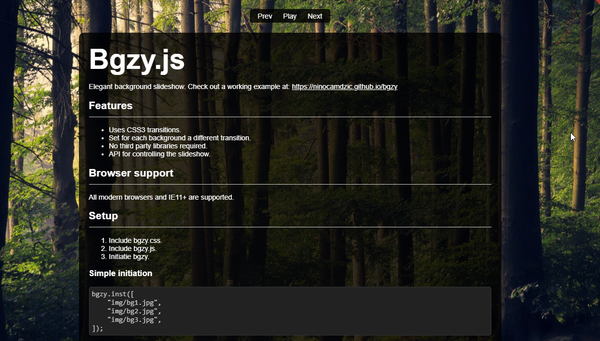 Prev Play Next
Bgzy.js
Elegant background slideshow. Check out a working example at: https://ninocamdzic.github.io/bgzy
Features
• Uses CSS3 transitions.
• Set for each background a different transition.
• No third party libraries required.
• API for controlling the slideshow.
Browser support
All modern browsers and IE11+ are supported.
Setup
1. Include bgzy.css.
2. Include bgzy.js.
3. Initiatie bgzy.
Simple initiation
bgzy.inst([
"img/bg1.jpg",
"img/bg2.jpg",
"img/bg3.jpg",
]);